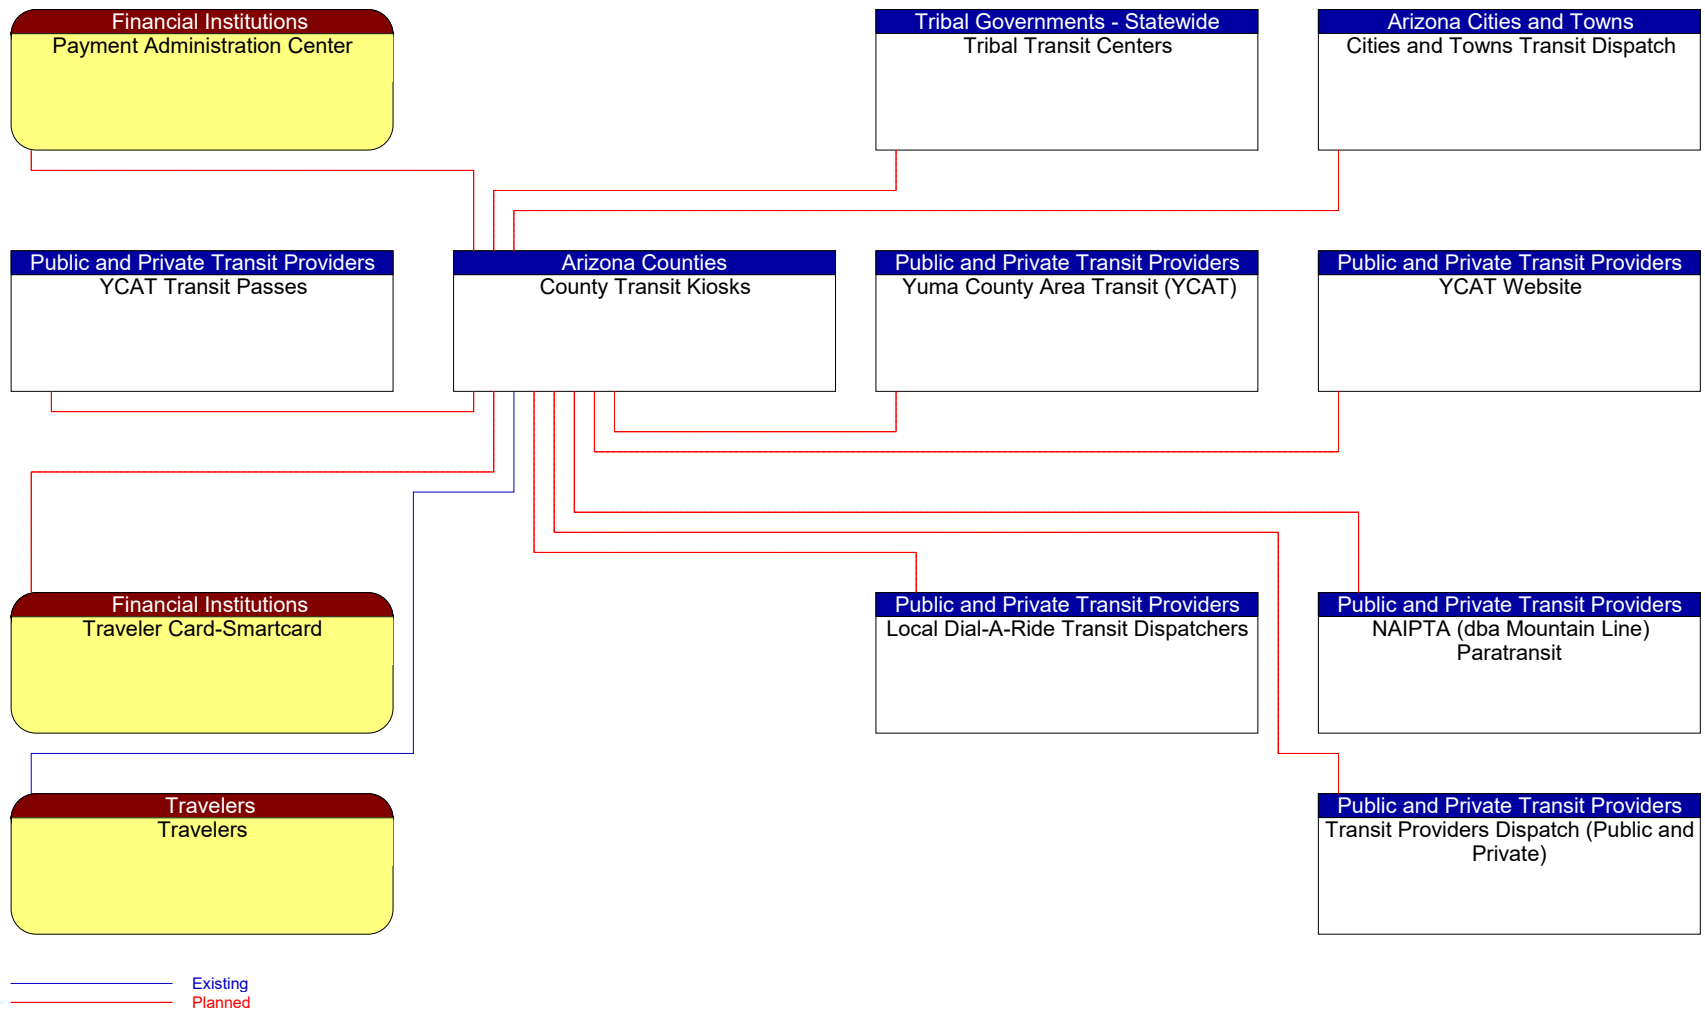 Financial Institutions
Payment Administration Center
Tribal Governments - Statewide
Tribal Transit Centers
Arizona Cities and Towns
Cities and Towns Transit Dispatch
Public and Private Transit Providers
YCAT Transit Passes
Arizona Counties
County Transit Kiosks
Public and Private Transit Providers
Yuma County Area Transit (YCAT)
Public and Private Transit Providers
YCAT Website
Financial Institutions
Traveler Card-Smartcard
Public and Private Transit Providers
Local Dial-A-Ride Transit Dispatchers
Public and Private Transit Providers
NAIPTA (dba Mountain Line)
Paratransit
Travelers
Travelers
Public and Private Transit Providers
Transit Providers Dispatch (Public and
Private)
Existing
Planned